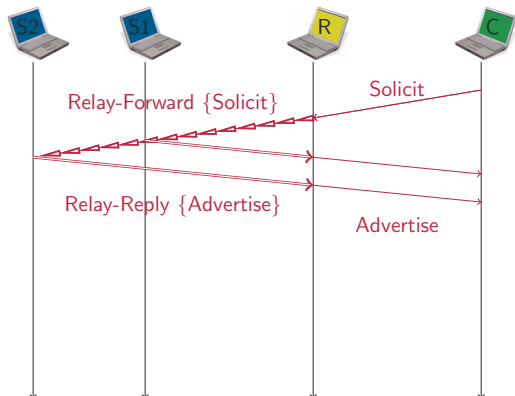 S2
S1
R
C
Solicit
Relay-Forward {Solicit}
Relay-Reply {Advertise}
Advertise